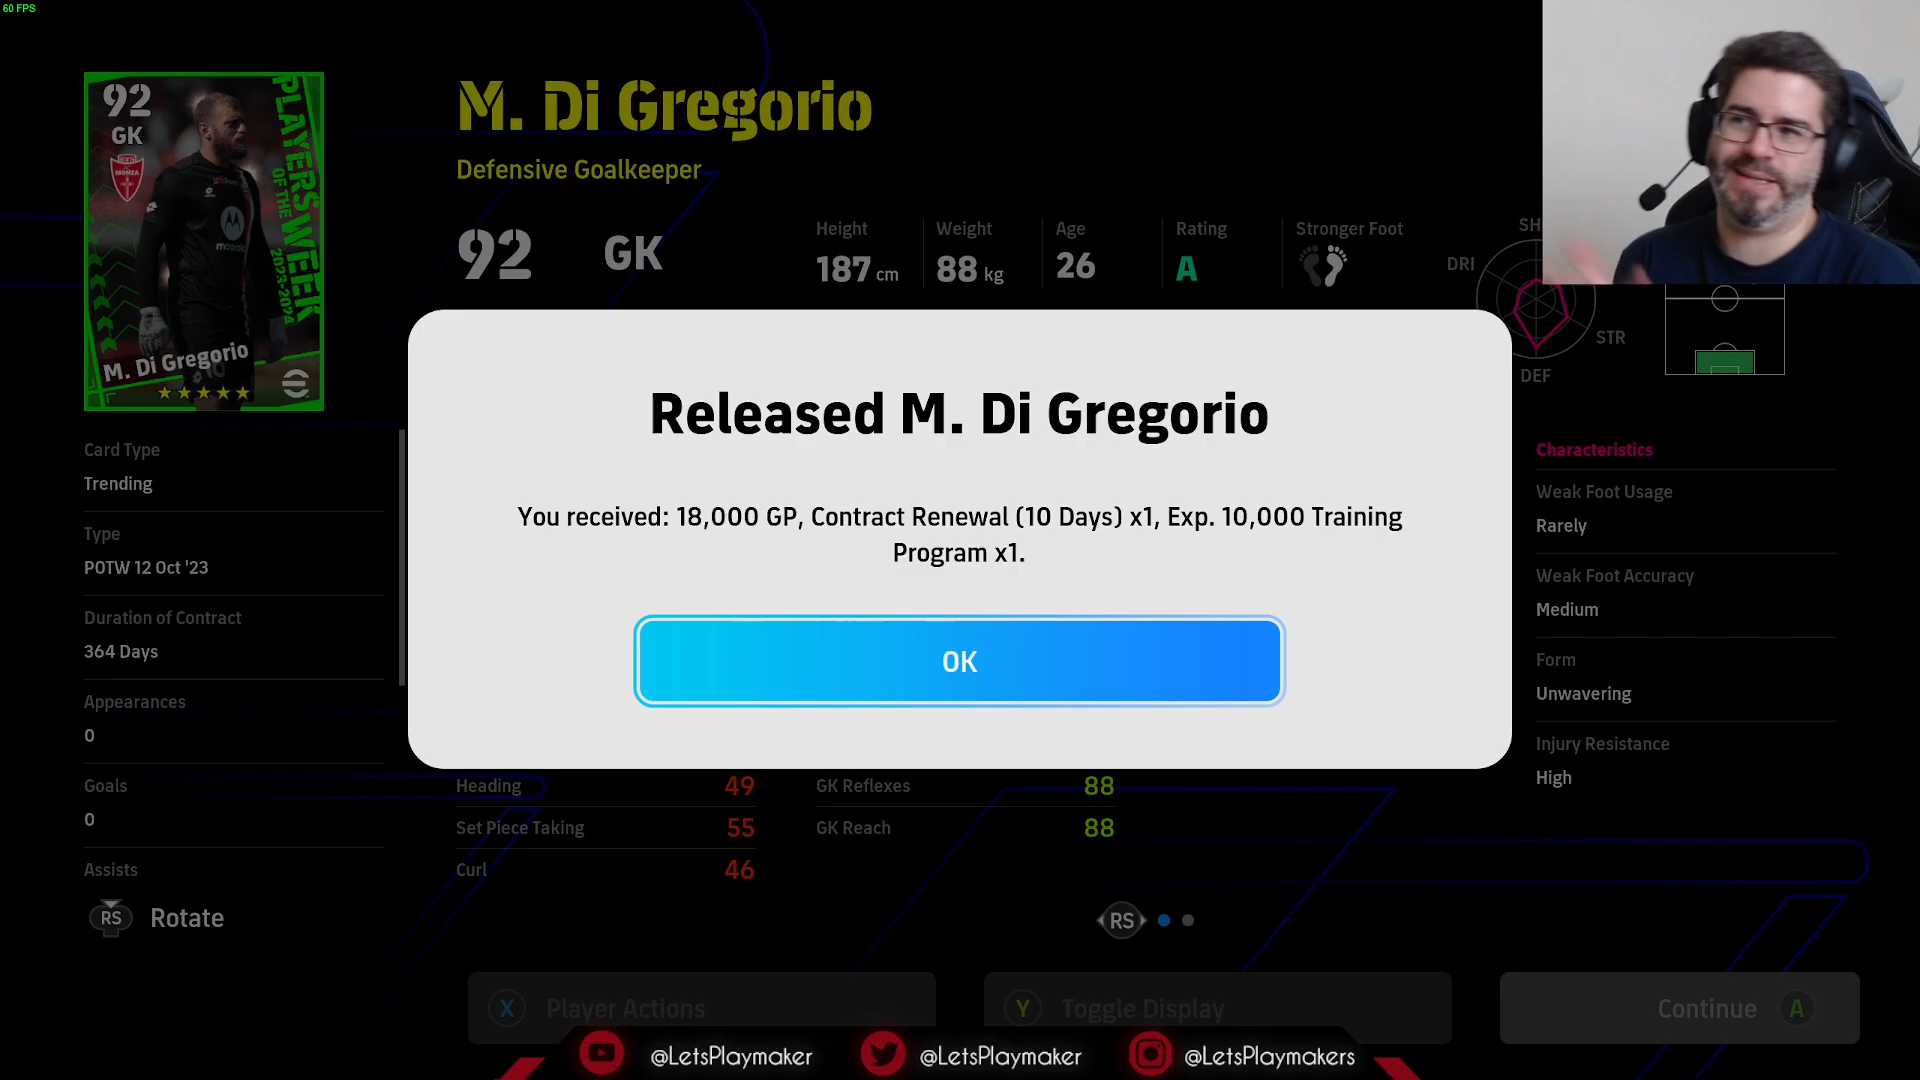 60 FPS
92
GK
MONZA
PLAYERS OF THE WEEK 2023-2024
M. Di Gregorio
M. Di Gregorio
Defensive Goalkeeper
92
GK
Height
187 cm
Weight
88 kg
Age
26
Rating
A
Stronger Foot
SH
DRI
STR
DEF
Released M. Di Gregorio
You received: 18,000 GP, Contract Renewal (10 Days) x1, Exp. 10,000 Training
Program x1.
OK
Card Type
Trending
Type
POTW 12 Oct '23
Duration of Contract
364 Days
Appearances
0
Goals
0
Assists
RS Rotate
Heading 49
Set Piece Taking 55
Curl 46
GK Reflexes 88
GK Reach 88
Characteristics
Weak Foot Usage
Rarely
Weak Foot Accuracy
Medium
Form
Unwavering
Injury Resistance
High
RS
X Player Actions
Y Toggle Display
Continue A
@LetsPlaymaker
@LetsPlaymaker
@LetsPlaymakers